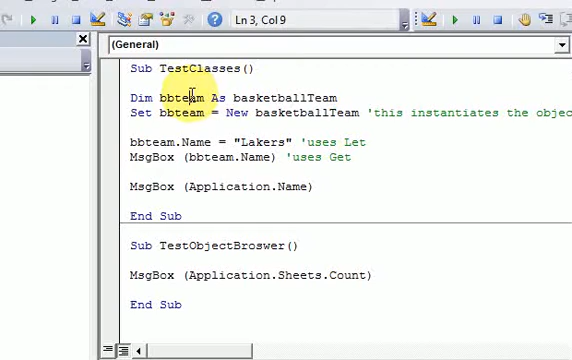 Ln 3, Col 9
(General)
Sub TestClasses()
Dim bbteam As basketballTeam
Set bbteam = New basketballTeam 'this instantiates the objec
bbteam.Name = "Lakers" 'uses Let
MsgBox (bbteam.Name) 'uses Get
MsgBox (Application.Name)
End Sub
Sub TestObjectBroswer()
MsgBox (Application.Sheets.Count)
End Sub